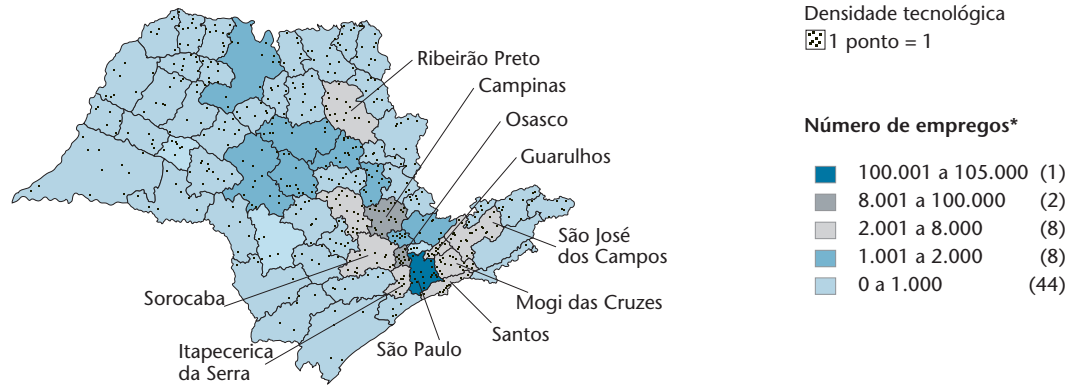 Densidade tecnológica
1 ponto = 1
Ribeirão Preto
Campinas
Osasco
Guarulhos
São José
dos Campos
Mogi das Cruzes
Santos
São Paulo
Itapecerica
da Serra
Sorocaba
Número de empregos*
100.001 a 105.000 (1)
8.001 a 100.000 (2)
2.001 a 8.000 (8)
1.001 a 2.000 (8)
0 a 1.000 (44)